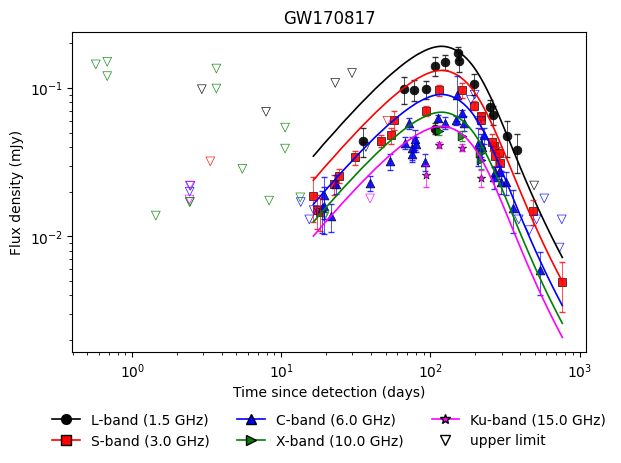 GW170817
Flux density (mJy)
10⁻¹
10⁻²
10⁰ 10¹ 10² 10³
Time since detection (days)
L-band (1.5 GHz) C-band (6.0 GHz) Ku-band (15.0 GHz)
S-band (3.0 GHz) X-band (10.0 GHz) upper limit